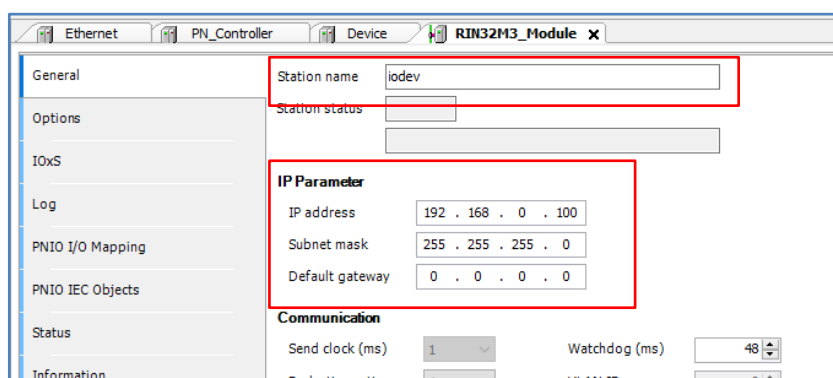 Ethernet PN_Controller Device RIN32M3_Module x
General
Station name iodev
Options
Station status
IOxS
IP Parameter
Log
IP address 192 . 168 . 0 . 100
PNIO I/O Mapping
Subnet mask 255 . 255 . 255 . 0
PNIO IEC Objects
Default gateway 0 . 0 . 0 . 0
Communication
Status
Send clock (ms) 1 Watchdog (ms) 48
Information